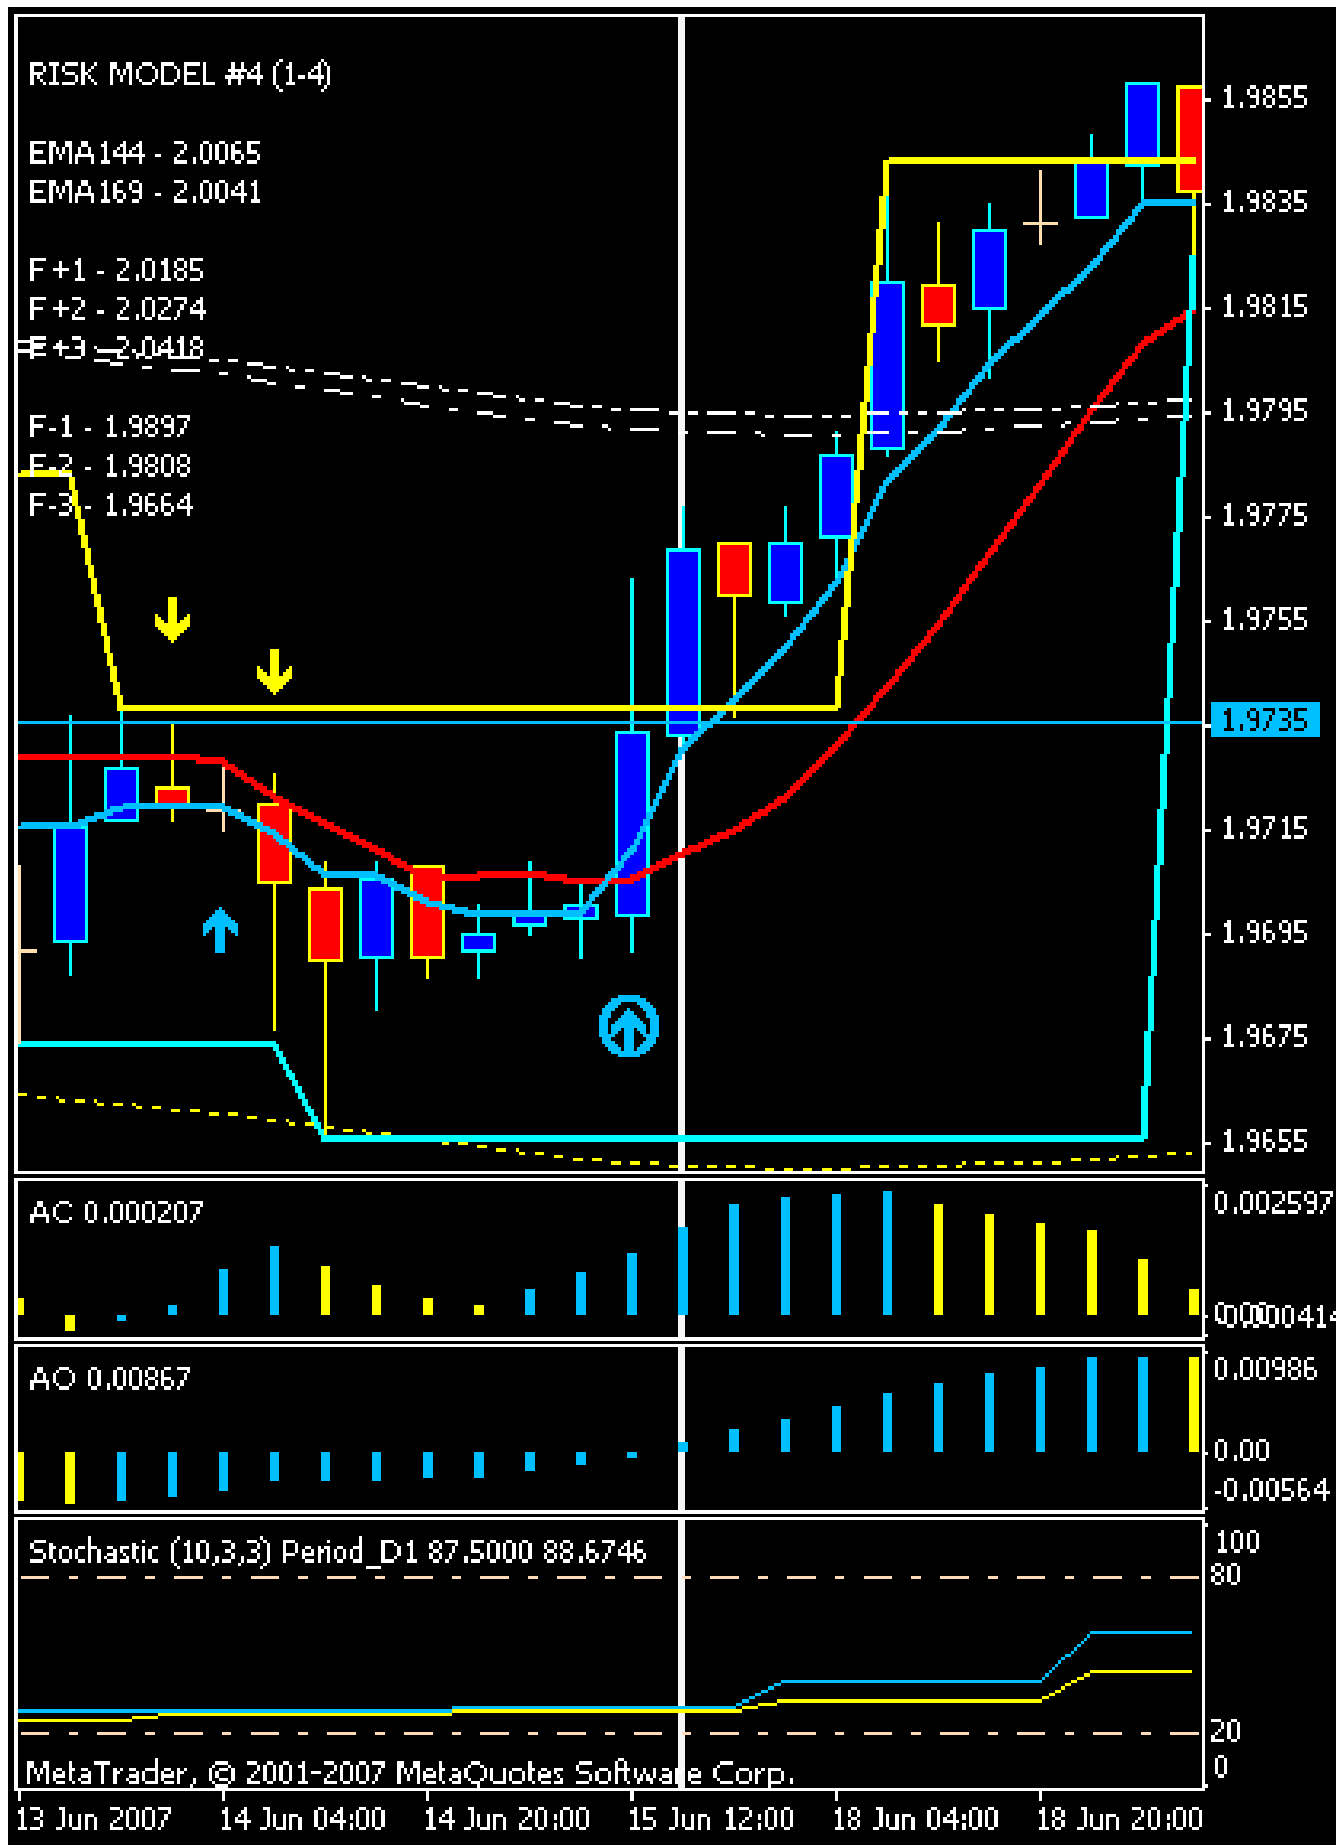 RISK MODEL #4 (1-4)
EMA144 - 2.0065
EMA169 - 2.0041
F+1 - 2.0185
F+2 - 2.0274
F+3 - 2.0418
F-1 - 1.9897
F-2 - 1.9808
F-3 - 1.9664
1.9855
1.9835
1.9815
1.9795
1.9775
1.9755
1.9735
1.9715
1.9695
1.9675
1.9655
AC 0.000207
0.002597
0.00
AO 0.00867
0.00986
0.00
-0.00564
Stochastic (10,3,3) Period_D1 87.5000 88.6746
100
80
20
0
MetaTrader, © 2001-2007 MetaQuotes Software Corp.
13 Jun 2007
14 Jun 04:00
14 Jun 20:00
15 Jun 12:00
18 Jun 04:00
18 Jun 20:00